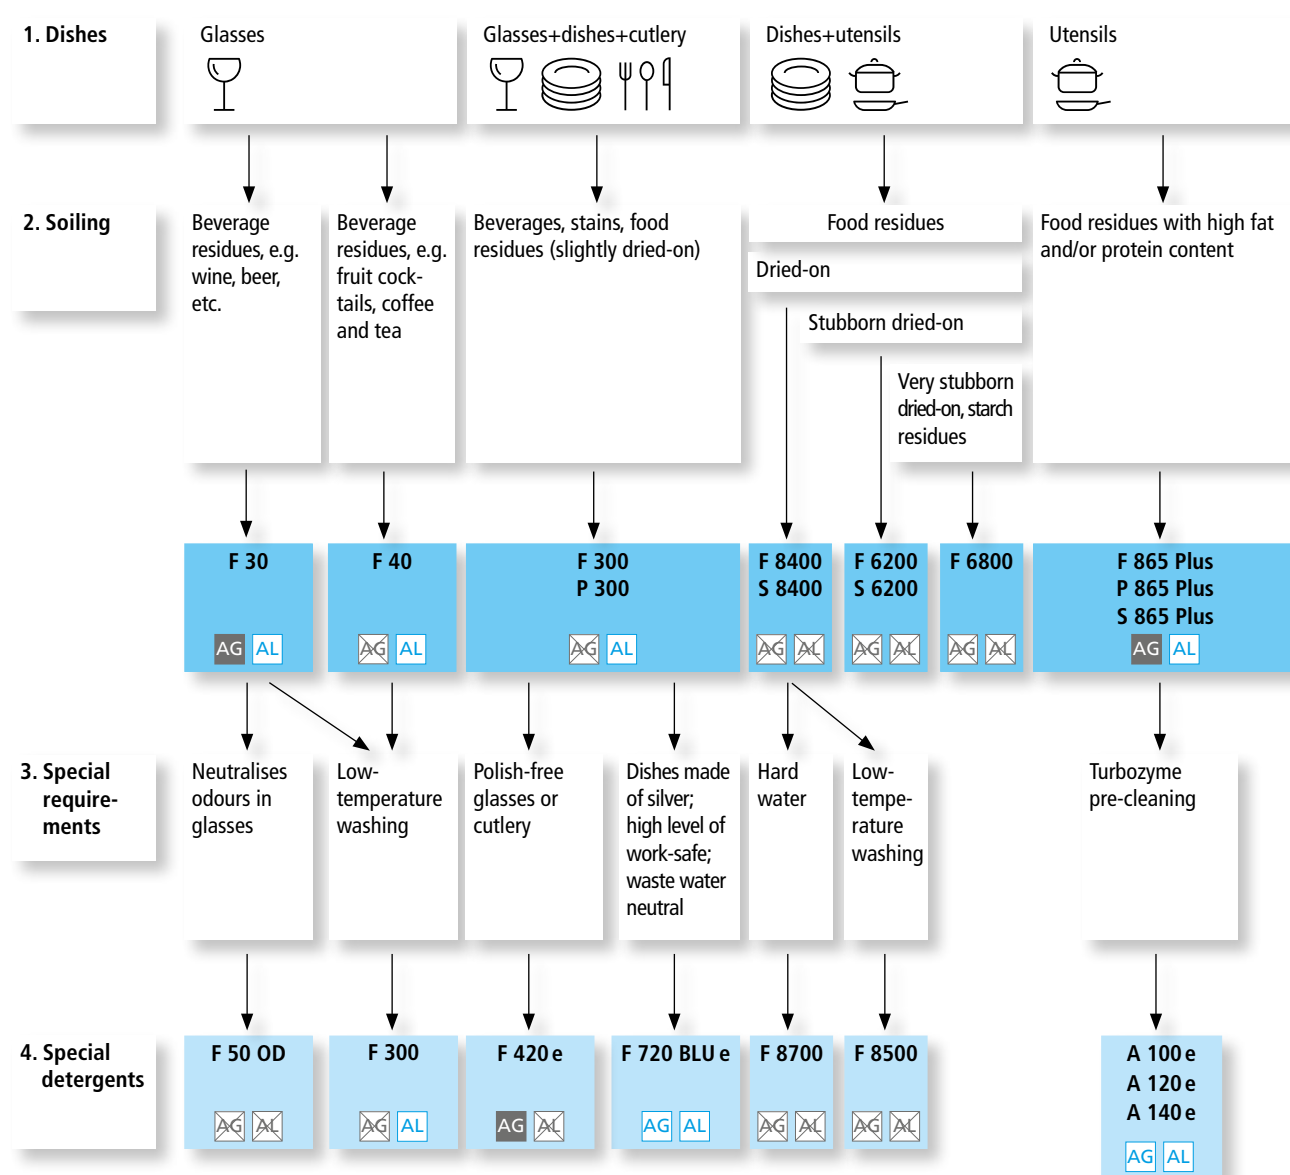 1. Dishes
Glasses
Glasses+dishes+cutlery
Dishes+utensils
Utensils
2. Soiling
Beverage
residues, e.g.
wine, beer,
etc.
Beverage
residues, e.g.
fruit cock-
tails, coffee
and tea
Beverages, stains, food
residues (slightly dried-on)
Food residues
Dried-on
Stubborn dried-on
Very stubborn
dried-on, starch
residues
Food residues with high fat
and/or protein content
F 30
AG AL
F 40
AG AL
F 300
P 300
AG AL
F 8400
S 8400
AG AL
F 6200
S 6200
AG AL
F 6800
AG AL
F 865 Plus
P 865 Plus
S 865 Plus
AG AL
3. Special
require-
ments
Neutralises
odours in
glasses
Low-
temperature
washing
Polish-free
glasses or
cutlery
Dishes made
of silver;
high level of
work-safe;
waste water
neutral
Hard
water
Low-
tempe-
rature
washing
Turbozyme
pre-cleaning
4. Special
detergents
F 50 OD
AG AL
F 300
AG AL
F 420 e
AG AL
F 720 BLU e
AG AL
F 8700
AG AL
F 8500
AG AL
A 100 e
A 120 e
A 140 e
AG AL